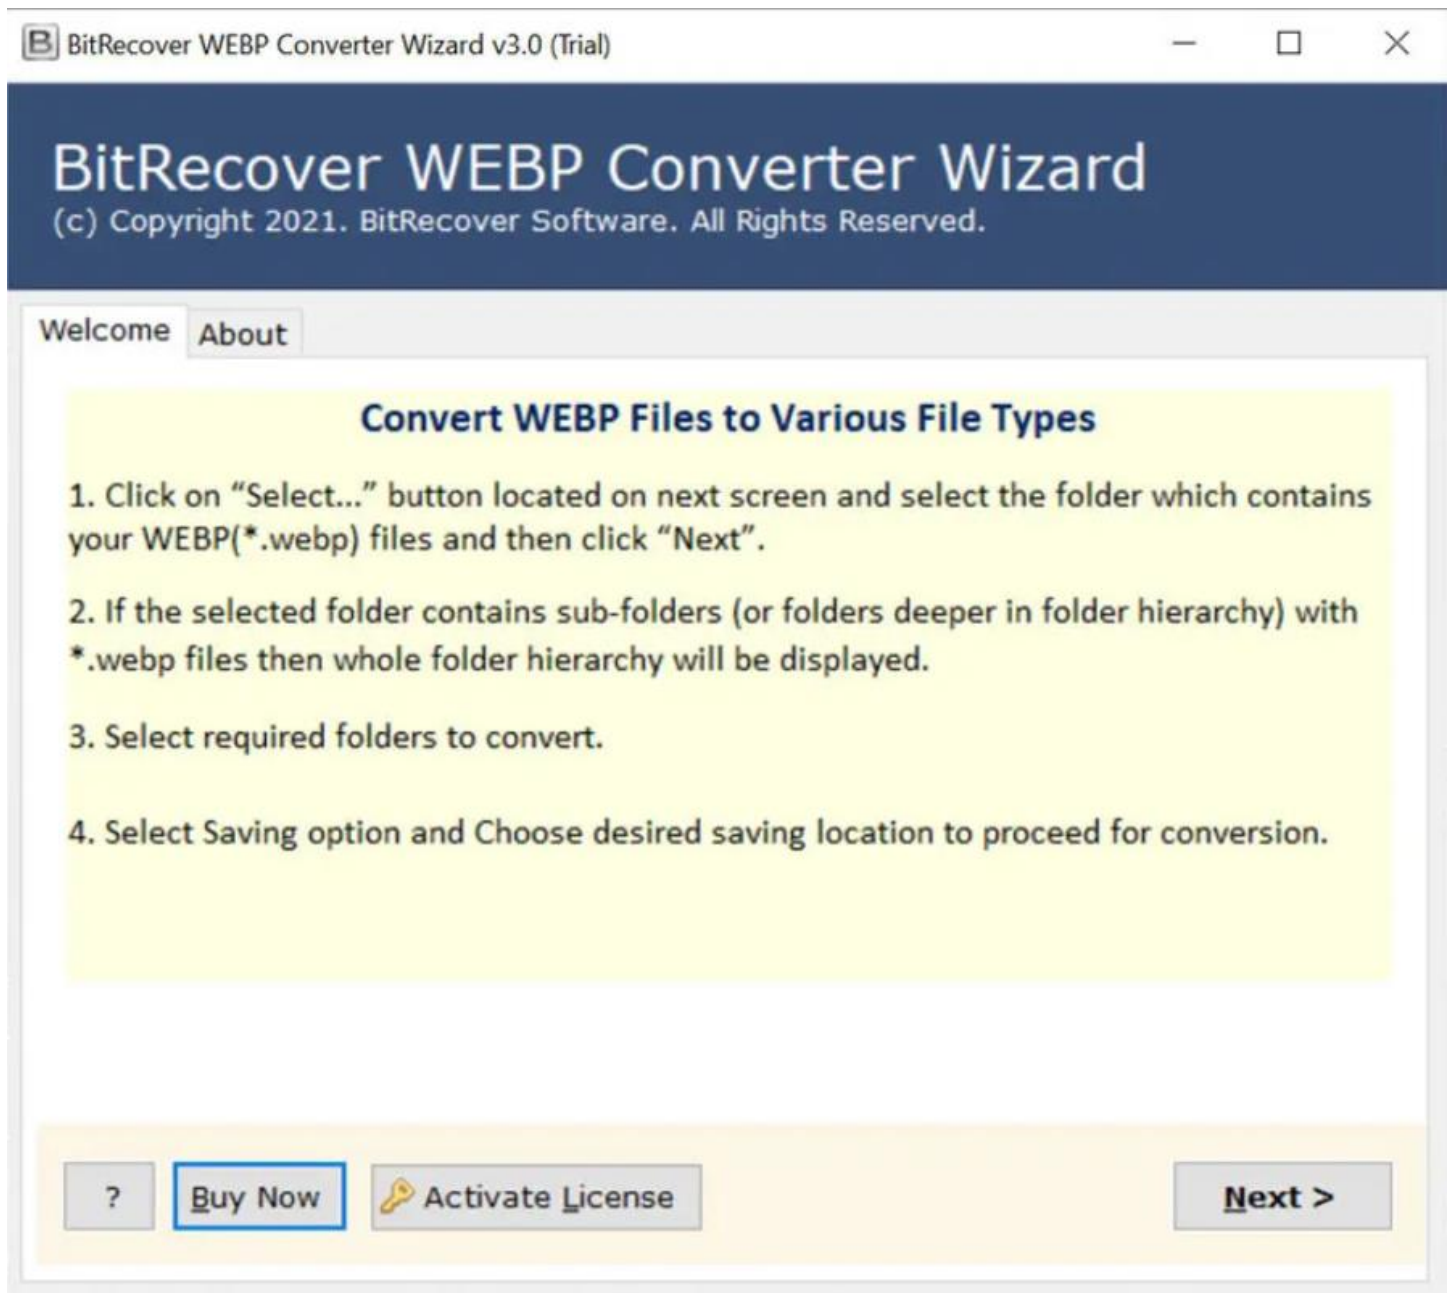 B BitRecover WEBP Converter Wizard v3.0 (Trial)
BitRecover WEBP Converter Wizard
(c) Copyright 2021. BitRecover Software. All Rights Reserved.
Welcome About
Convert WEBP Files to Various File Types
1. Click on “Select...” button located on next screen and select the folder which contains
your WEBP(*.webp) files and then click “Next”.
2. If the selected folder contains sub-folders (or folders deeper in folder hierarchy) with
*.webp files then whole folder hierarchy will be displayed.
3. Select required folders to convert.
4. Select Saving option and Choose desired saving location to proceed for conversion.
? Buy Now Activate License Next >